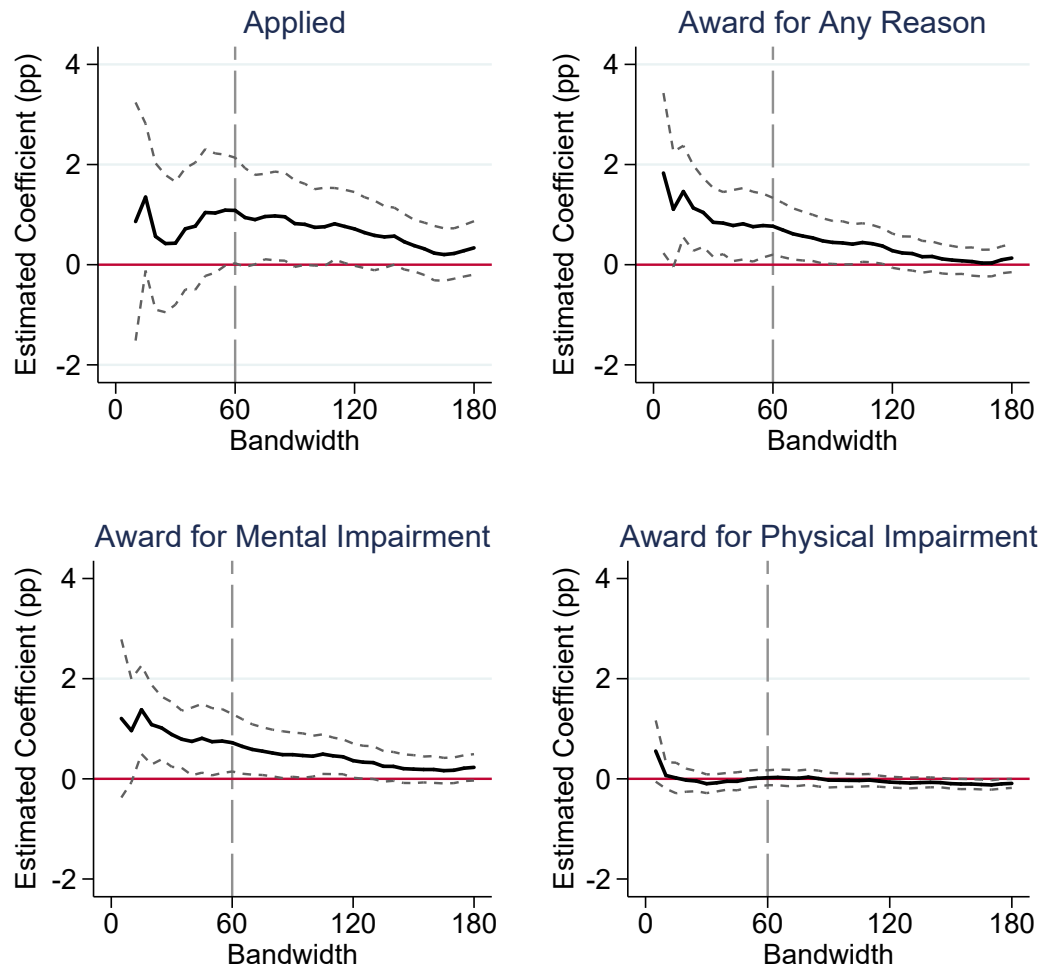 Applied
Estimated Coefficient (pp)
4
2
0
-2
0 60 120 180
Bandwidth
Award for Any Reason
Estimated Coefficient (pp)
4
2
0
-2
0 60 120 180
Bandwidth
Award for Mental Impairment
Estimated Coefficient (pp)
4
2
0
-2
0 60 120 180
Bandwidth
Award for Physical Impairment
Estimated Coefficient (pp)
4
2
0
-2
0 60 120 180
Bandwidth